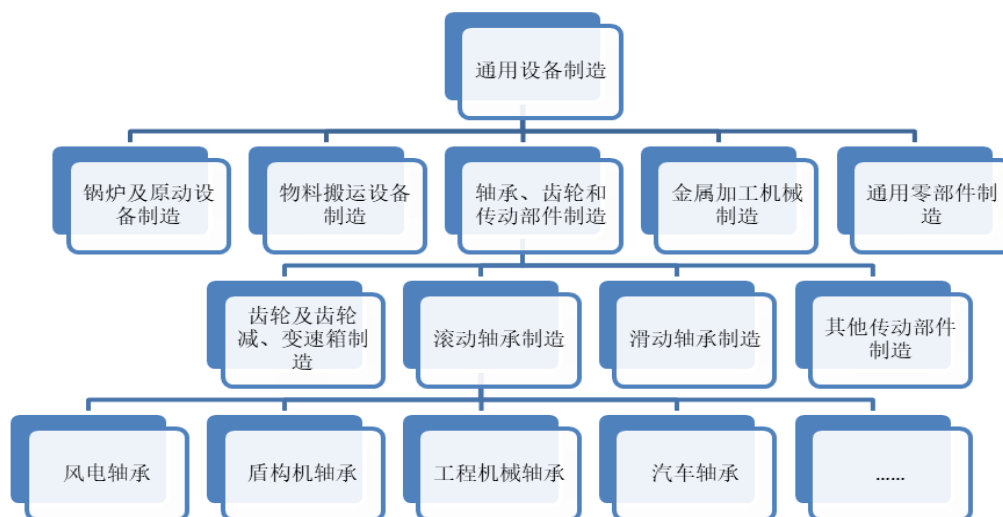 通用设备制造
锅炉及原动设
备制造
物料搬运设备
制造
轴承、齿轮和
传动部件制造
金属加工机械
制造
通用零部件制
造
齿轮及齿轮
减、变速箱制
造
滚动轴承制造
滑动轴承制造
其他传动部件
制造
风电轴承
盾构机轴承
工程机械轴承
汽车轴承
……